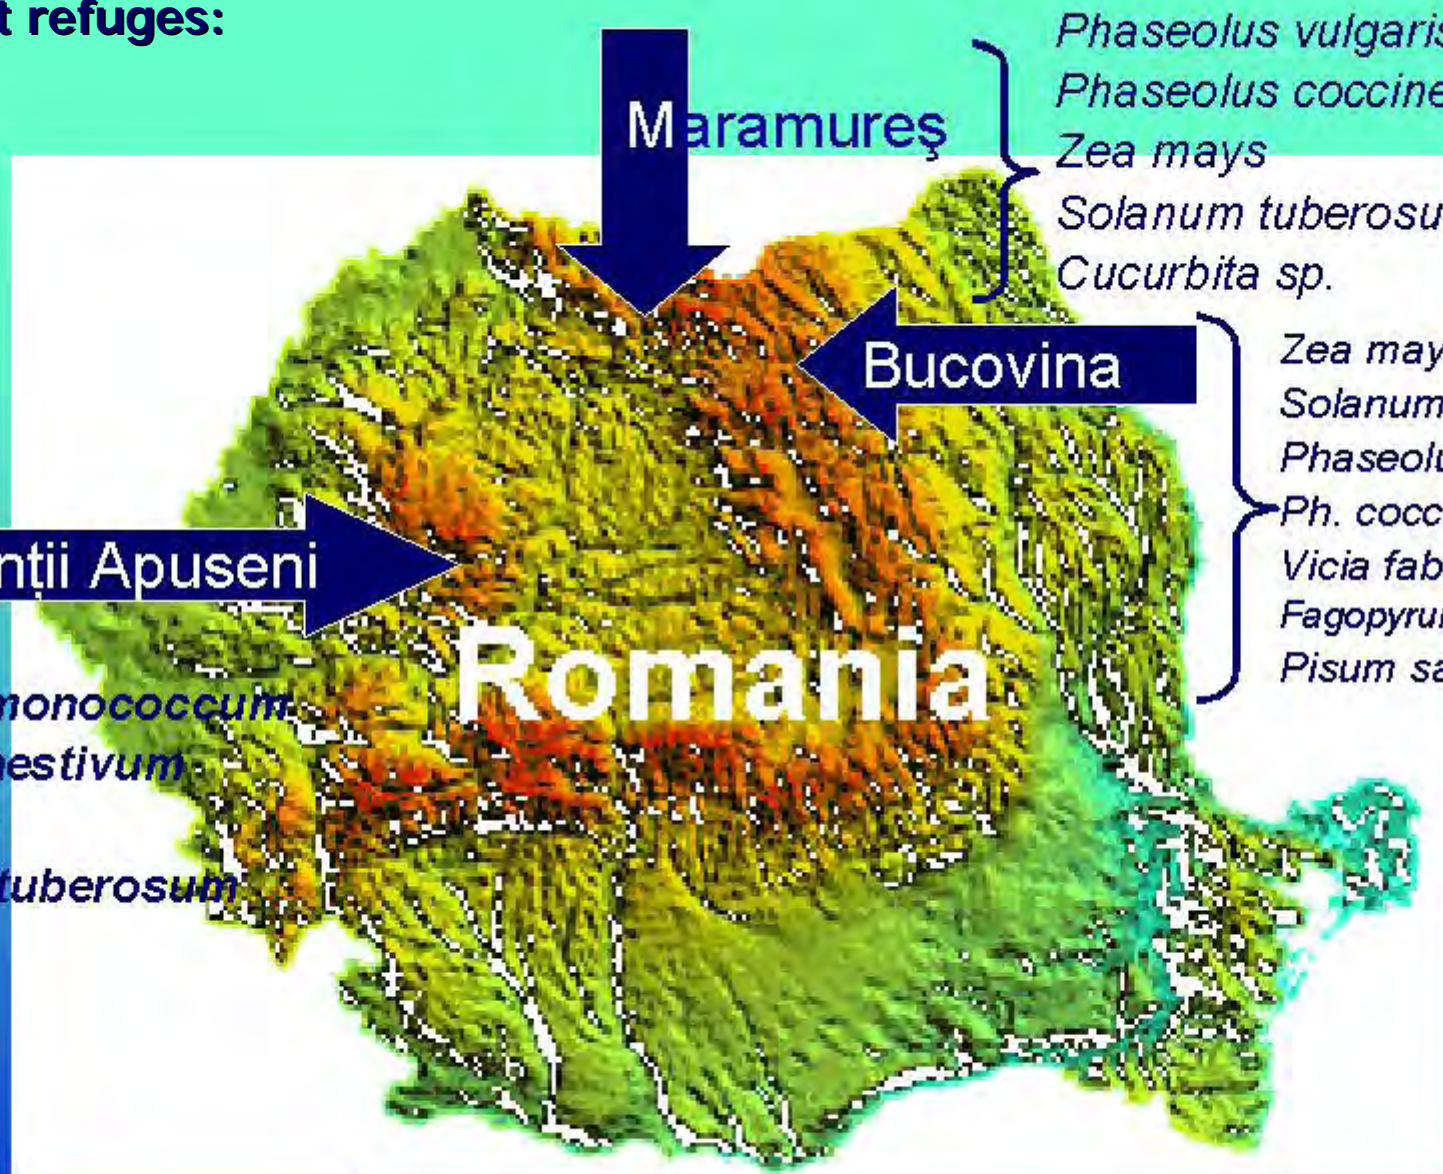 t refuges:
Maramureş
Phaseolus vulgaris
Phaseolus coccine
Zea mays
Solanum tuberosu
Cucurbita sp.
Bucovina
Zea may
Solanum
Phaseolu
Ph. cocc
Vicia fab
Fagopyru
Pisum sa
nții Apuseni
Romania
monococcum
estivum
tuberosum